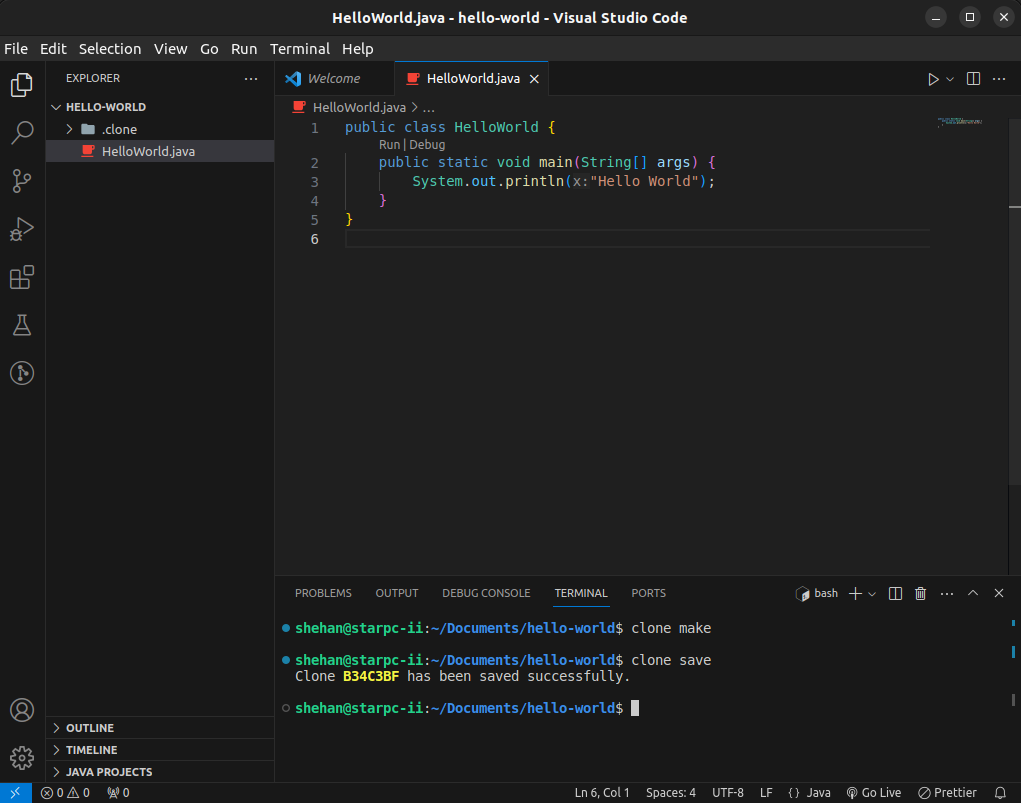 HelloWorld.java - hello-world - Visual Studio Code
File Edit Selection View Go Run Terminal Help
EXPLORER
HELLO-WORLD
.clone
HelloWorld.java
Welcome
HelloWorld.java
HelloWorld.java > ...
1 public class HelloWorld {
Run | Debug
2 public static void main(String[] args) {
3 System.out.println(x:"Hello World");
4 }
5 }
6
PROBLEMS OUTPUT DEBUG CONSOLE TERMINAL PORTS
bash
shehan@starpc-ii:~/Documents/hello-world$ clone make
shehan@starpc-ii:~/Documents/hello-world$ clone save
Clone B34C3BF has been saved successfully.
shehan@starpc-ii:~/Documents/hello-world$
OUTLINE
TIMELINE
JAVA PROJECTS
0 0 0 Ln 6, Col 1 Spaces: 4 UTF-8 LF {} Java Go Live Prettier